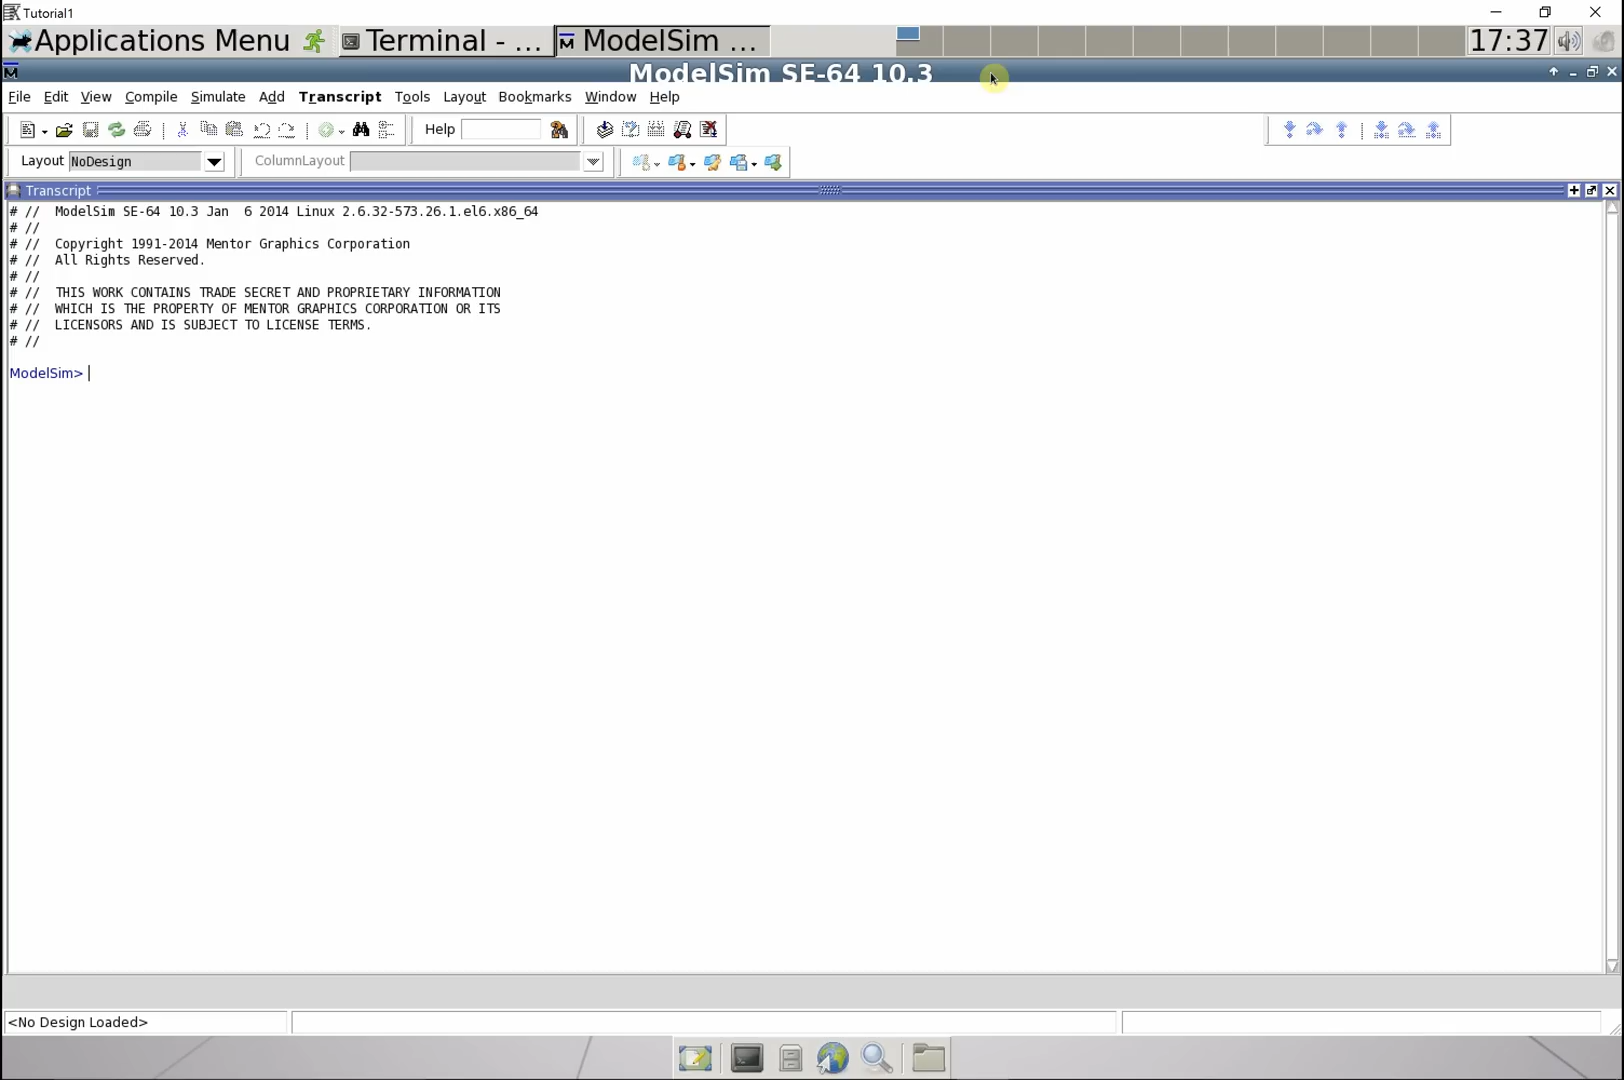 Tutorial1
Applications Menu Terminal - ... ModelSim ... 17:37
ModelSim SE-64 10.3
File Edit View Compile Simulate Add Transcript Tools Layout Bookmarks Window Help
Help
Layout NoDesign ColumnLayout
Transcript
# // ModelSim SE-64 10.3 Jan 6 2014 Linux 2.6.32-573.26.1.el6.x86_64
# //
# // Copyright 1991-2014 Mentor Graphics Corporation
# // All Rights Reserved.
# //
# // THIS WORK CONTAINS TRADE SECRET AND PROPRIETARY INFORMATION
# // WHICH IS THE PROPERTY OF MENTOR GRAPHICS CORPORATION OR ITS
# // LICENSORS AND IS SUBJECT TO LICENSE TERMS.
# //
ModelSim>
<No Design Loaded>